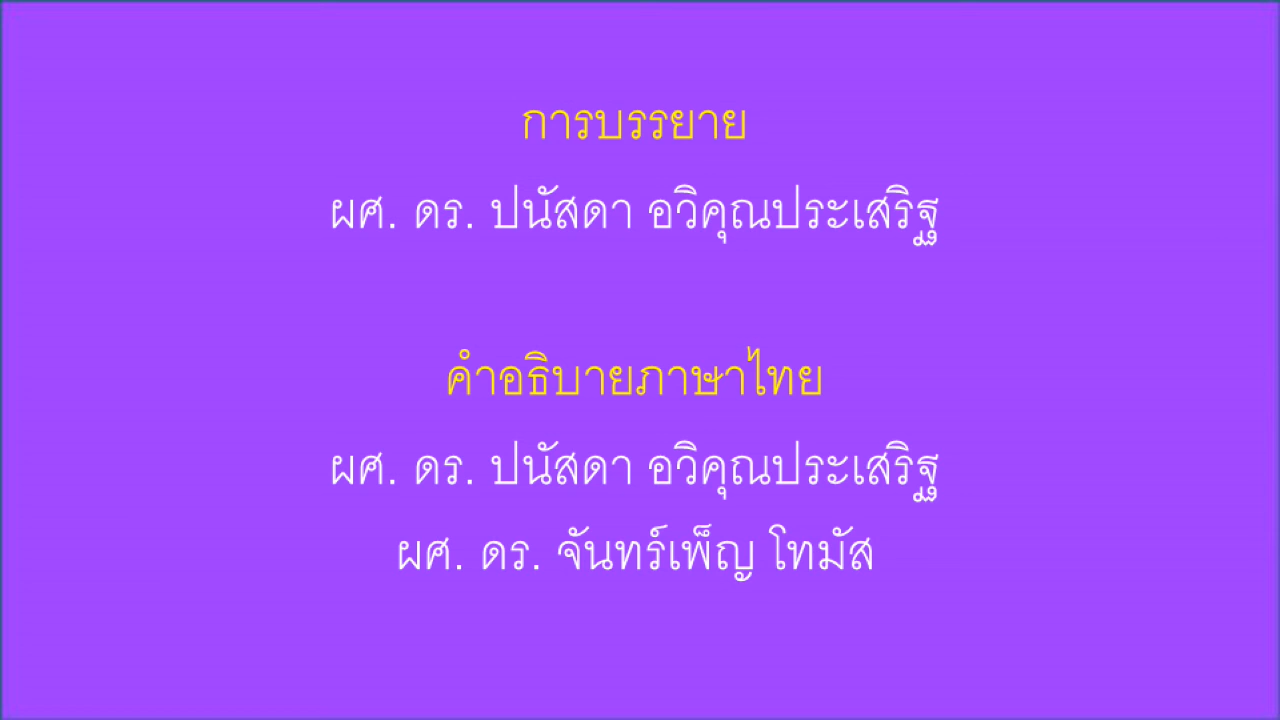 การบรรยาย
ผศ. ดร. ปนัสดา อวิคุณประเสริฐ
คำอธิบายภาษาไทย
ผศ. ดร. ปนัสดา อวิคุณประเสริฐ
ผศ. ดร. จันทร์เพ็ญ โทมัส